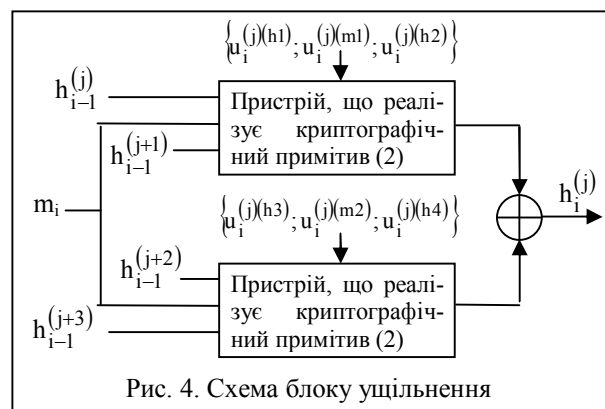 {u_i^(j)(h1); u_i^(j)(m1); u_i^(j)(h2)}
h_{i-1}^(j)
Пристрій, що реалі-
зує криптографіч-
ний примітив (2)
h_{i-1}^(j+1)
m_i
{u_i^(j)(h3); u_i^(j)(m2); u_i^(j)(h4)}
h_i^(j)
h_{i-1}^(j+2)
Пристрій, що реалі-
зує криптографіч-
ний примітив (2)
h_{i-1}^(j+3)
Рис. 4. Схема блоку ущільнення